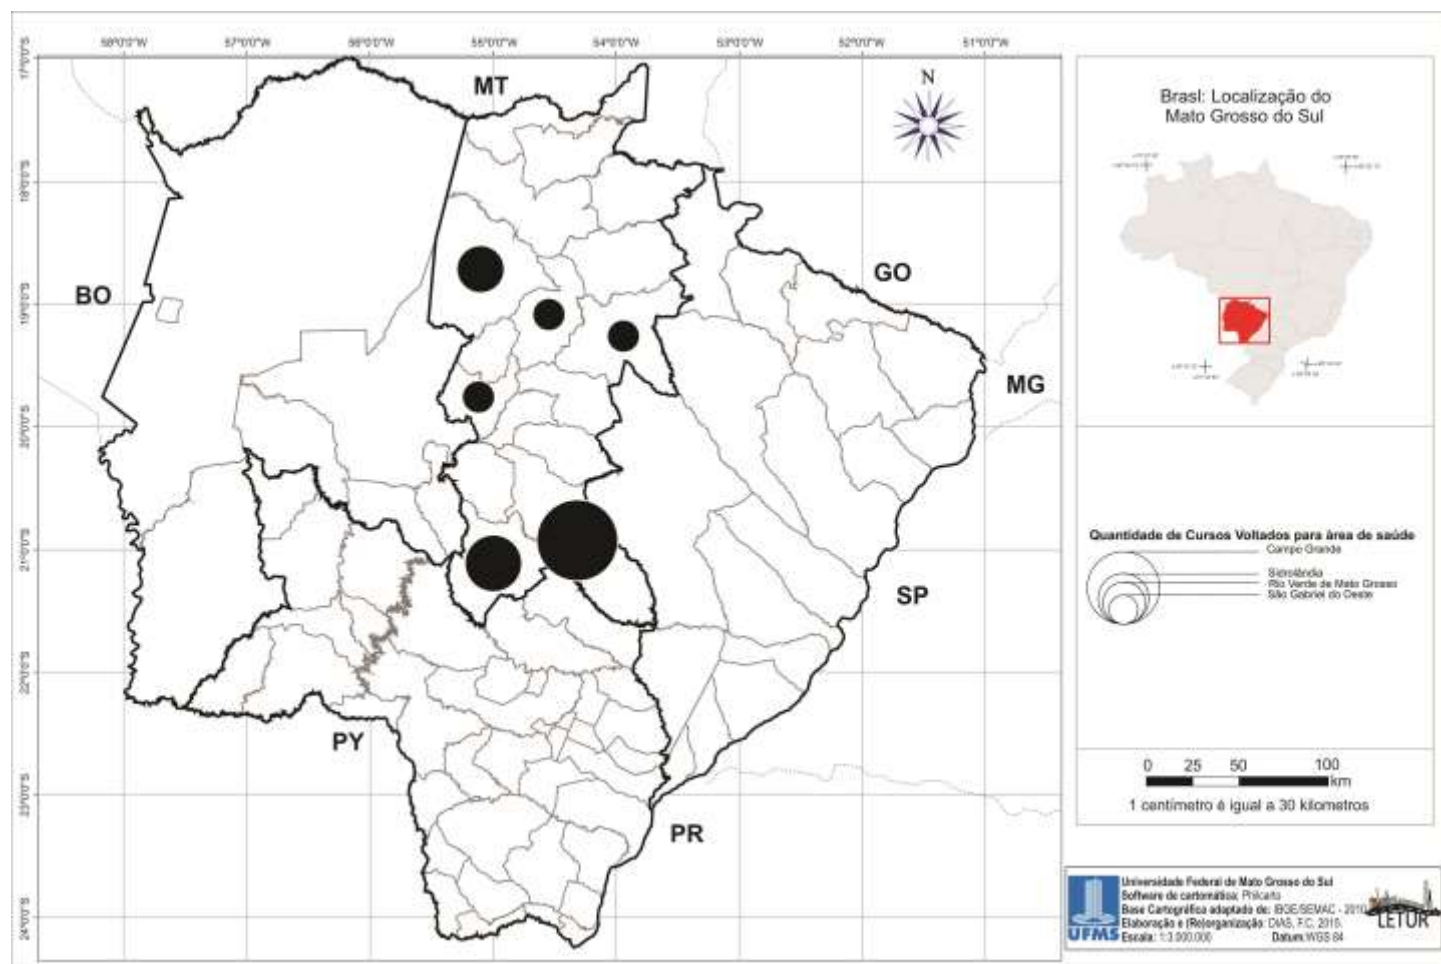 58°0'0"W 57°0'0"W 56°0'0"W 55°0'0"W 54°0'0"W 53°0'0"W 52°0'0"W 51°0'0"W
17°0'0"S
18°0'0"S
19°0'0"S
20°0'0"S
21°0'0"S
22°0'0"S
23°0'0"S
24°0'0"S
MT
N
GO
BO
MG
SP
PY
PR
Brasl: Localização do
Mato Grosso do Sul
Quantidade de Cursos Voltados para àrea de saúde
Campo Grande
Sidrolândia
Rio Verde de Mato Grosso
São Gabriel do Oeste
0 25 50 100
km
1 centímetro é igual a 30 kilometros
Universidade Federal de Mato Grosso do Sul
Software de cartomática: Philcarto
Base Cartográfica adaptado de: IBGE/SEMAC - 2010
Elaboração e (Re)organização: DIAS, F.C, 2015.
Escala: 1:3.000.000 Datum:WGS 84
UFMS
LETUR